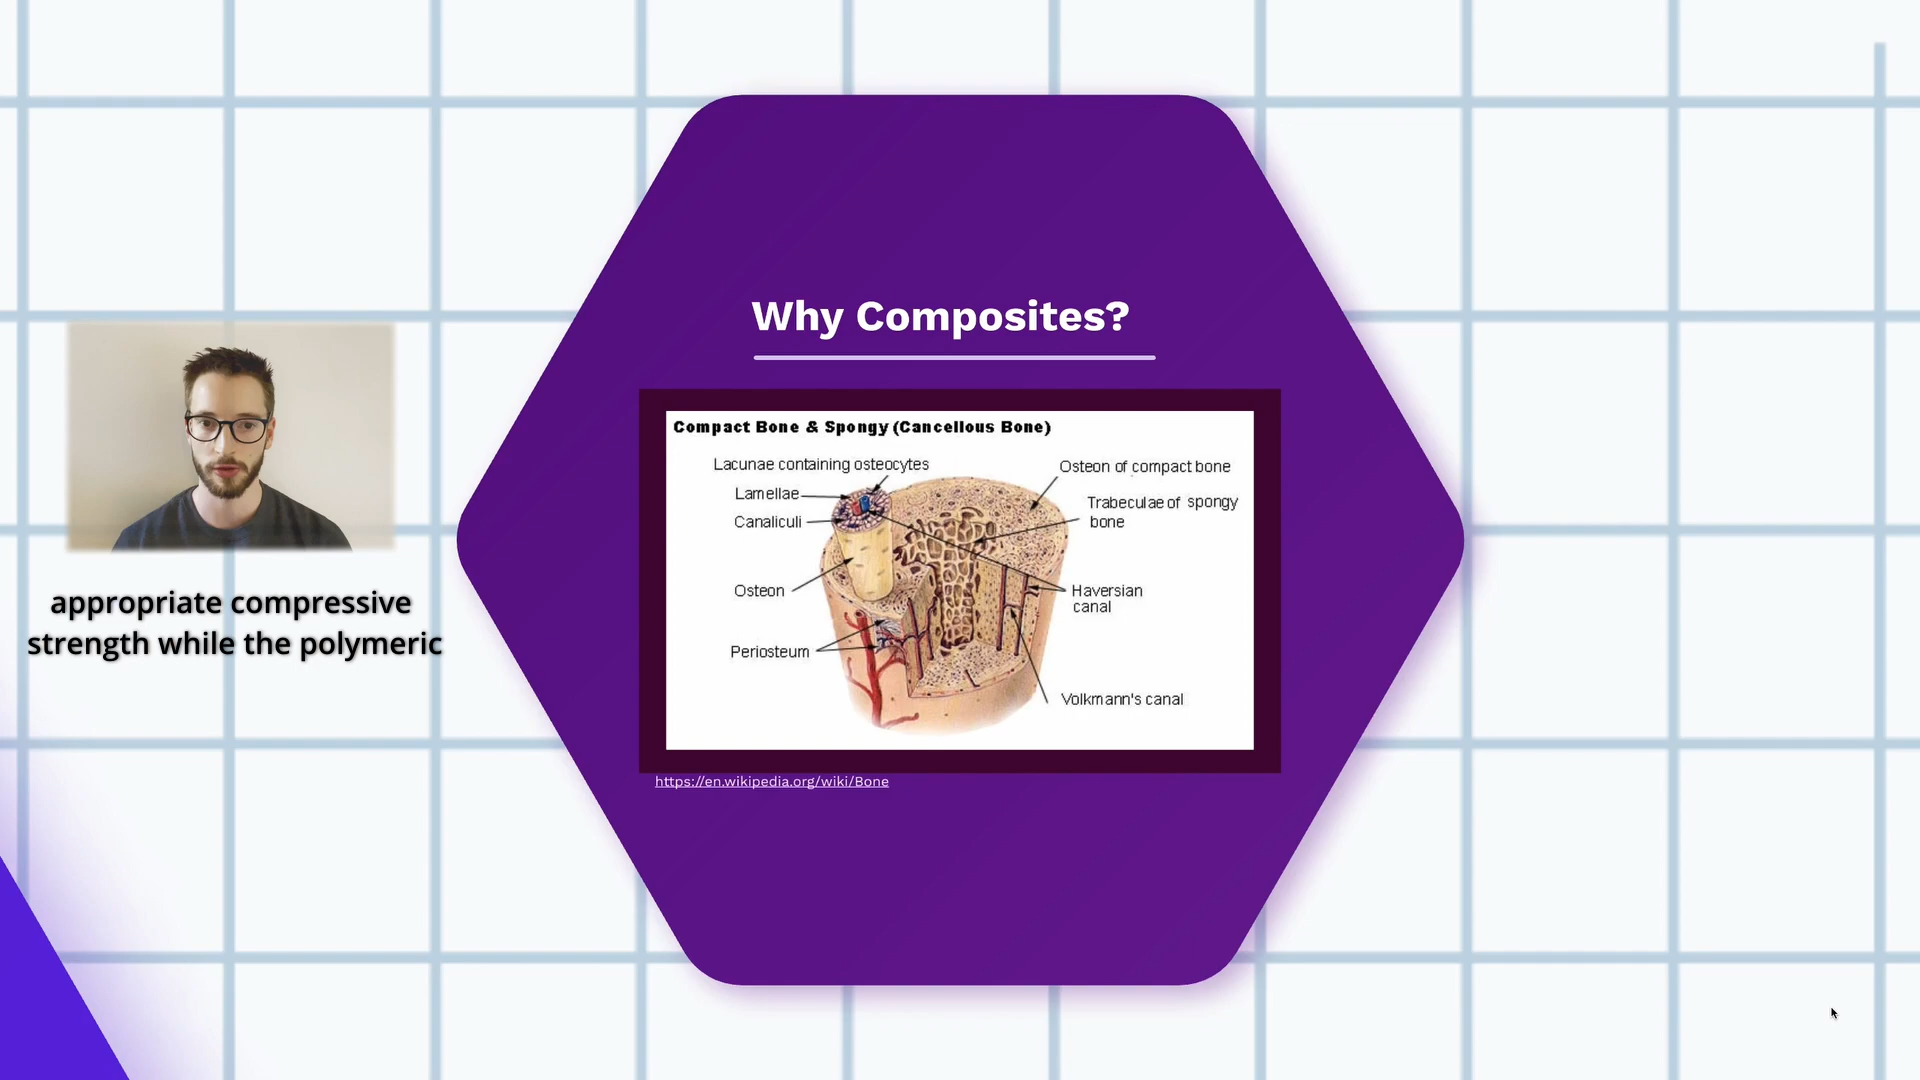 Why Composites?
Compact Bone & Spongy (Cancellous Bone)
Lacunae containing osteocytes
Lamellae
Canaliculi
Osteon
Periosteum
Osteon of compact bone
Trabeculae of spongy
bone
Haversian
canal
Volkmann's canal
https://en.wikipedia.org/wiki/Bone
appropriate compressive
strength while the polymeric